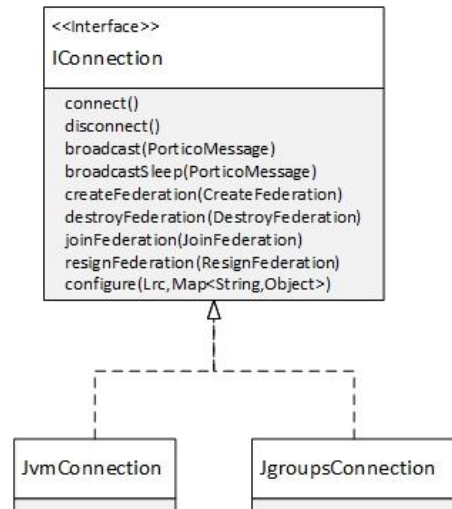 <<Interface>>
IConnection
connect()
disconnect()
broadcast(PorticoMessage)
broadcastSleep(PorticoMessage)
createFederation(CreateFederation)
destroyFederation(DestroyFederation)
joinFederation(JoinFederation)
resignFederation(ResignFederation)
configure(Lrc,Map<String,Object>)
JvmConnection
JgroupsConnection